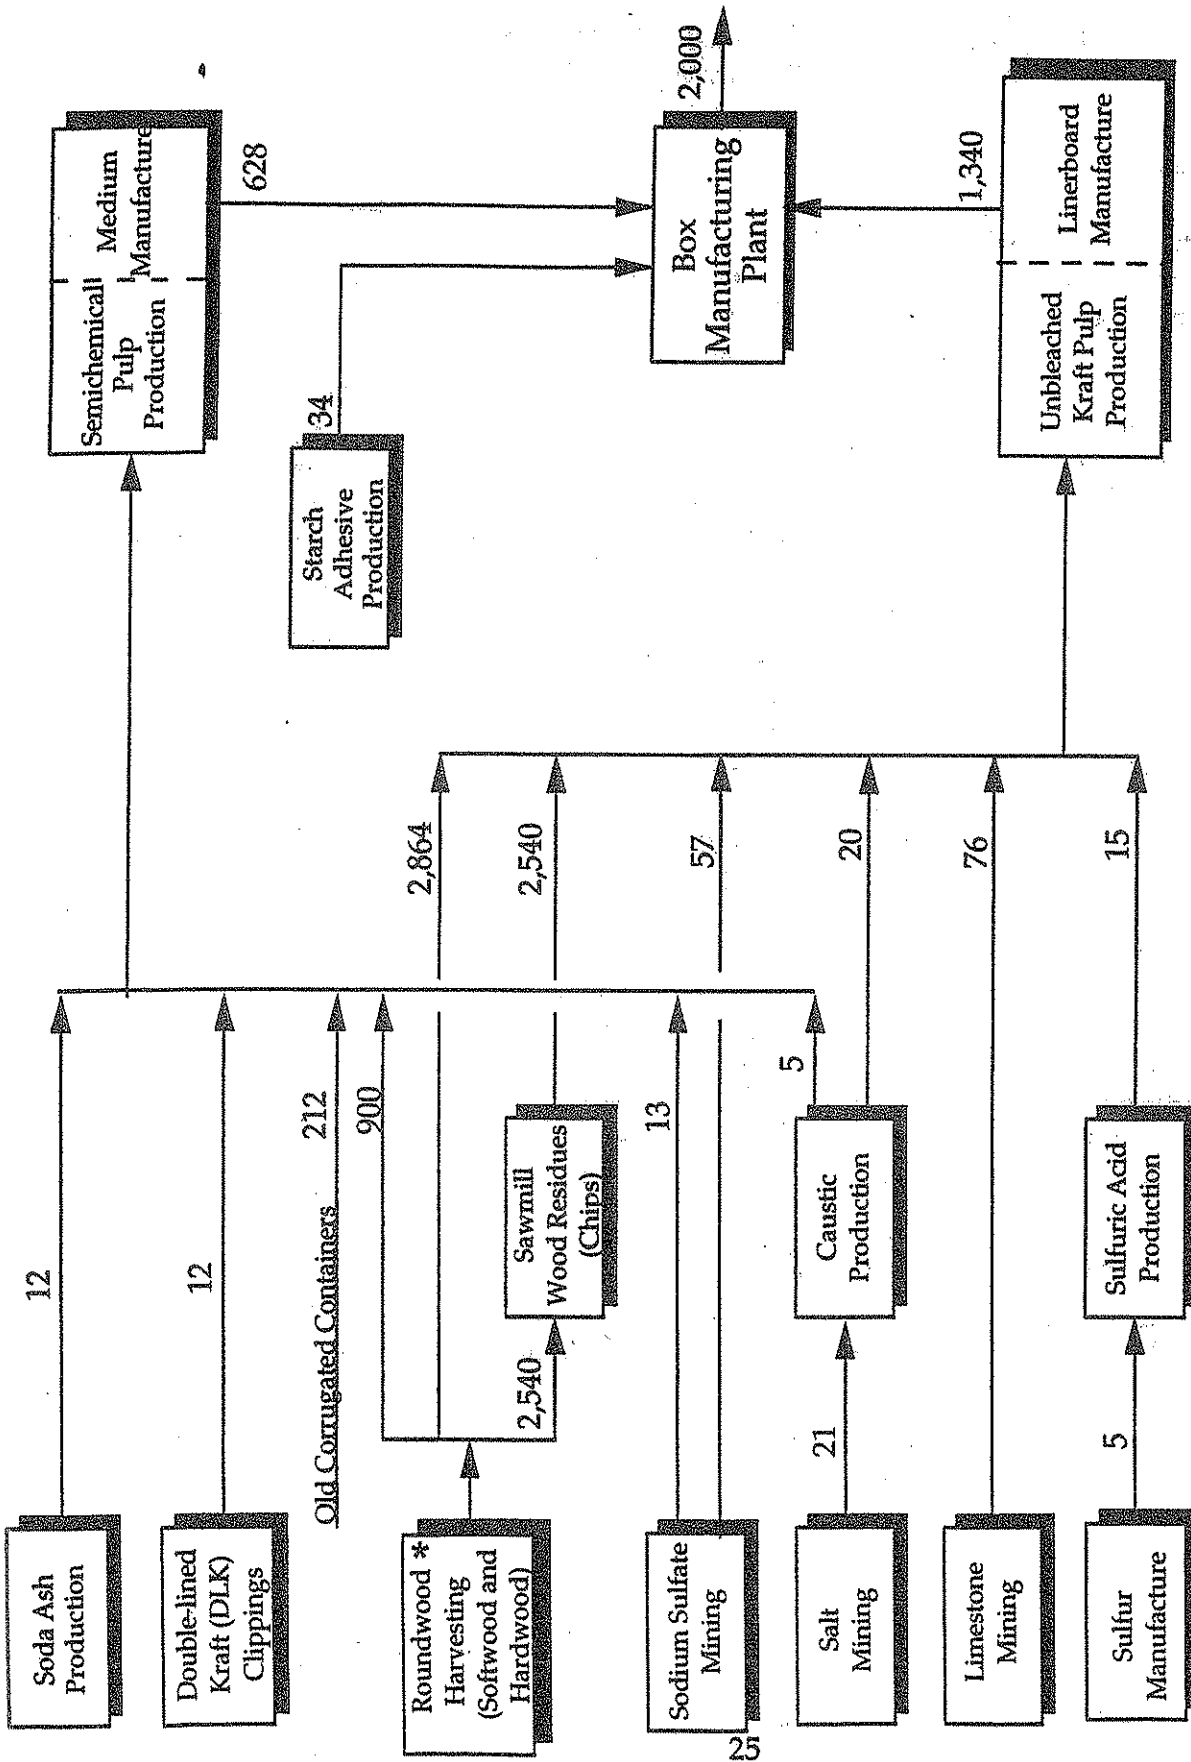 Soda Ash
Production
12
Double-lined
Kraft (DLK)
Clippings
12
Old Corrugated Containers
212
Roundwood *
Harvesting
(Softwood and
Hardwood)
900
2,864
2,540
Sawmill
Wood Residues
(Chips)
2,540
Sodium Sulfate
Mining
13
57
Salt
Mining
21
Caustic
Production
5
20
Limestone
Mining
76
Sulfur
Manufacture
5
Sulfuric Acid
Production
15
Semichemical
Pulp
Production
Medium
Manufacture
628
Starch
Adhesive
Production
34
Box
Manufacturing
Plant
2,000
Unbleached
Kraft Pulp
Production
Linerboard
Manufacture
1,340
25